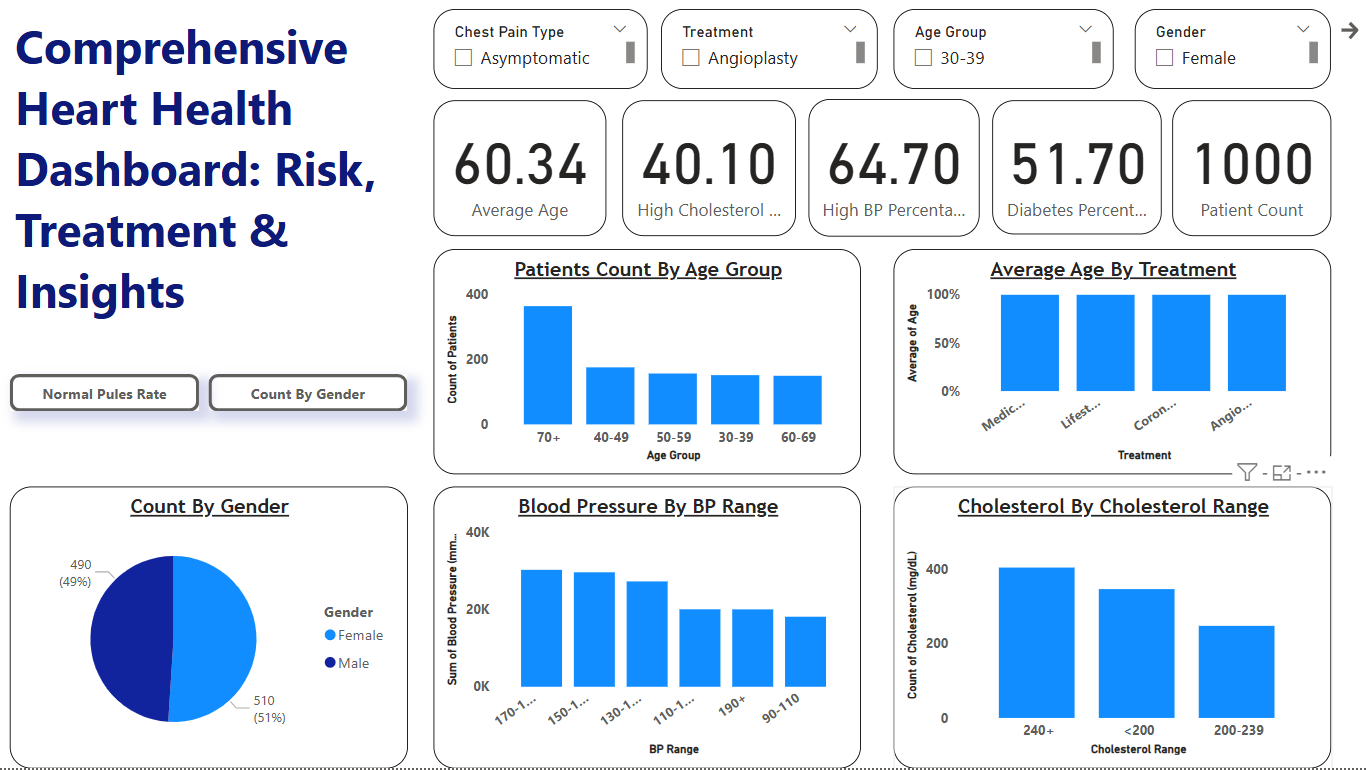 Comprehensive
Heart Health
Dashboard: Risk,
Treatment &
Insights
Normal Pules Rate
Count By Gender
Chest Pain Type
Asymptomatic
Treatment
Angioplasty
Age Group
30-39
Gender
Female
60.34
Average Age
40.10
High Cholesterol ...
64.70
High BP Percenta...
51.70
Diabetes Percent...
1000
Patient Count
Patients Count By Age Group
Count of Patients
400
200
0
70+ 40-49 50-59 30-39 60-69
Age Group
Average Age By Treatment
Average of Age
100%
50%
0%
Medic... Lifest... Coron... Angio...
Treatment
Count By Gender
490
(49%)
510
(51%)
Gender
Female
Male
Blood Pressure By BP Range
Sum of Blood Pressure (mm...
40K
20K
0K
170-1... 150-1... 130-1... 110-1... 190+ 90-110
BP Range
Cholesterol By Cholesterol Range
Count of Cholesterol (mg/dL)
400
200
0
240+ <200 200-239
Cholesterol Range